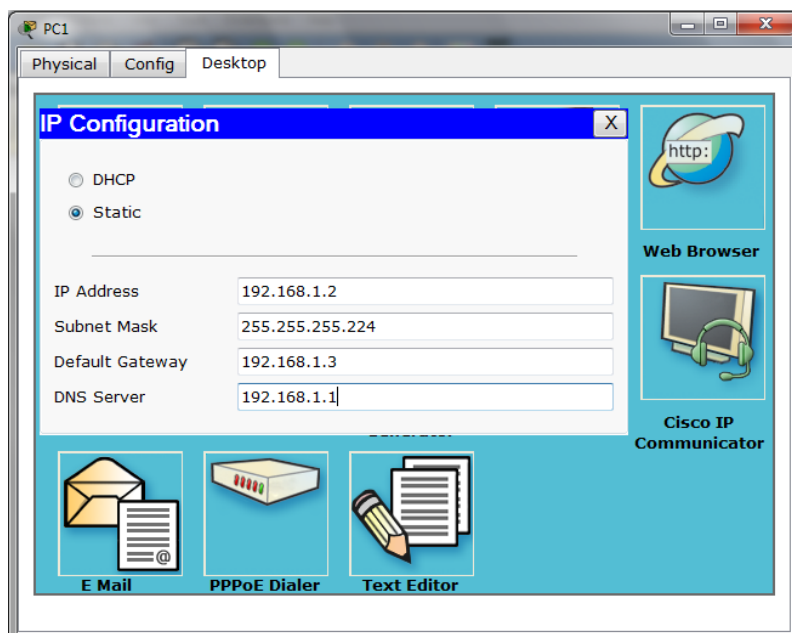 PC1
Physical Config Desktop
IP Configuration X
DHCP
Static
IP Address 192.168.1.2
Subnet Mask 255.255.255.224
Default Gateway 192.168.1.3
DNS Server 192.168.1.1
http:
Web Browser
Cisco IP
Communicator
@
E Mail PPPoE Dialer Text Editor